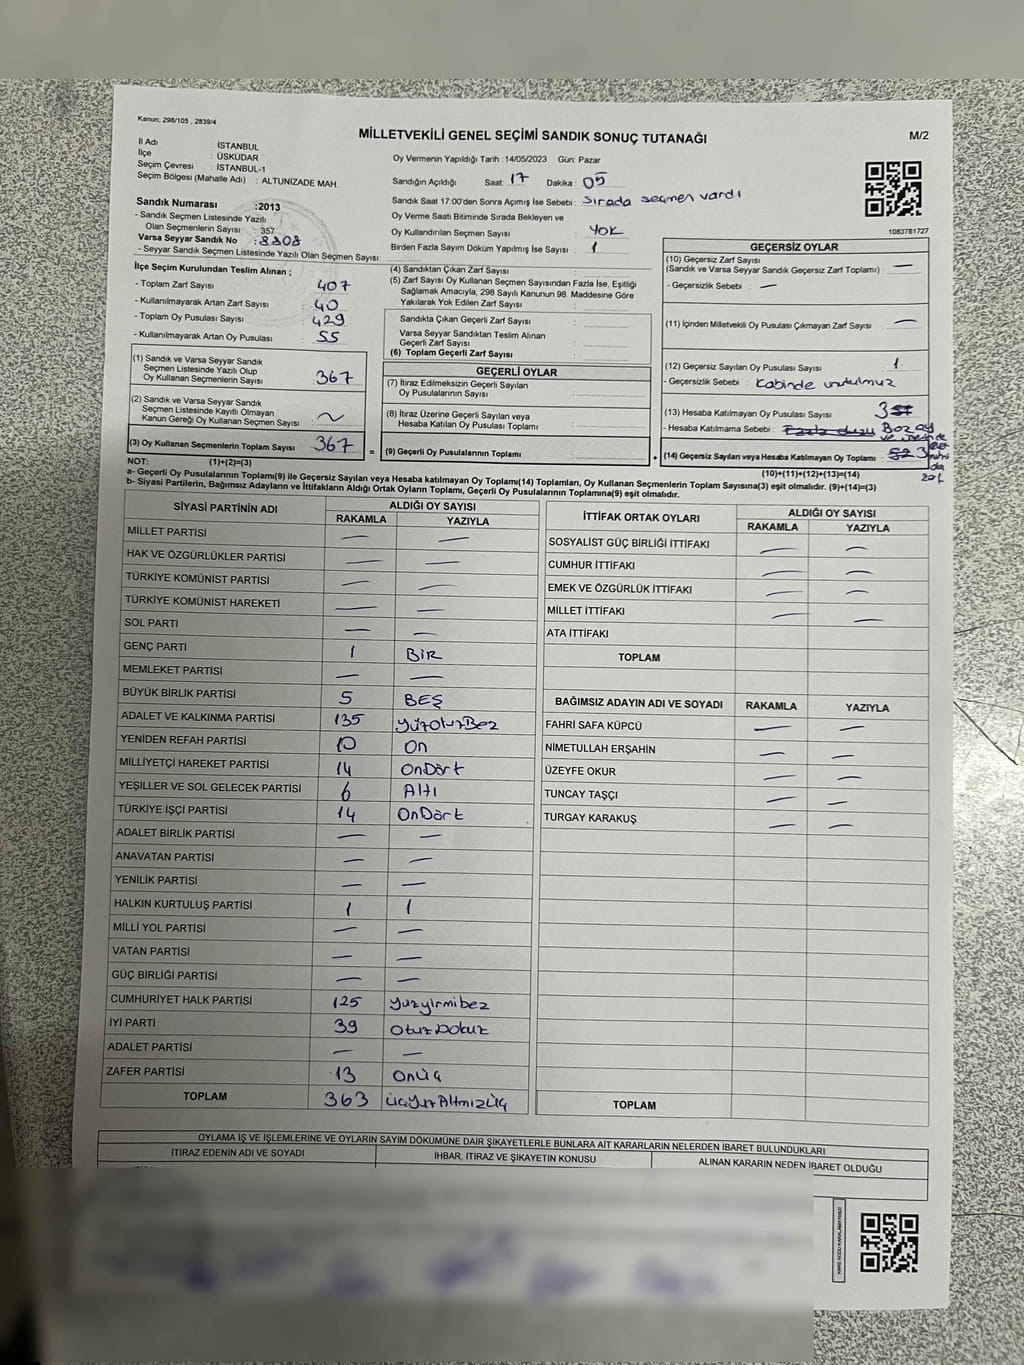 Kanun; 298/105 , 2839/4
MİLLETVEKİLİ GENEL SEÇİMİ SANDIK SONUÇ TUTANAĞI
M/2
İl Adı : İSTANBUL
İlçe : ÜSKÜDAR
Seçim Çevresi : İSTANBUL-1
Seçim Bölgesi (Mahalle Adı) : ALTUNİZADE MAH.
Sandık Numarası :2013
- Sandık Seçmen Listesinde Yazılı
Olan Seçmenlerin Sayısı : 357
Varsa Seyyar Sandık No : 8308
- Seyyar Sandık Seçmen Listesinde Yazılı Olan Seçmen Sayısı:
Oy Vermenin Yapıldığı Tarih : 14/05/2023 Gün: Pazar
Sandığın Açıldığı Saat: 17 Dakika : 05
Sandık Saat 17.00'den Sonra Açımış İse Sebebi: Sırada seçmen vardı
Oy Verme Saati Bitiminde Sırada Bekleyen ve
Oy Kullandırılan Seçmen Sayısı : YOK
Birden Fazla Sayım Döküm Yapılmış İse Sayısı : 1
1083781727
İlçe Seçim Kurulundan Teslim Alınan ;
- Toplam Zarf Sayısı : 407
- Kullanılmayarak Artan Zarf Sayısı : 40
- Toplam Oy Pusulası Sayısı : 429
- Kullanılmayarak Artan Oy Pusulası : 55
(1) Sandık ve Varsa Seyyar Sandık
Seçmen Listesinde Yazılı Olup
Oy Kullanan Seçmenlerin Sayısı : 367
(2) Sandık ve Varsa Seyyar Sandık
Seçmen Listesinde Kayıtlı Olmayan
Kanun Gereği Oy Kullanan Seçmen Sayısı :
(3) Oy Kullanan Seçmenlerin Toplam Sayısı : 367
=
(4) Sandıktan Çıkan Zarf Sayısı :
(5) Zarf Sayısı Oy Kullanan Seçmen Sayısından Fazla İse, Eşitliği
Sağlamak Amacıyla, 298 Sayılı Kanunun 98. Maddesine Göre
Yakılarak Yok Edilen Zarf Sayısı :
Sandıkta Çıkan Geçerli Zarf Sayısı :
Varsa Seyyar Sandıktan Teslim Alınan
Geçerli Zarf Sayısı :
(6) Toplam Geçerli Zarf Sayısı :
GEÇERLİ OYLAR
(7) İtiraz Edilmeksizin Geçerli Sayılan
Oy Pusulalarının Sayısı :
(8) İtiraz Üzerine Geçerli Sayılan veya
Hesaba Katılan Oy Pusulası Toplamı :
(9) Geçerli Oy Pusulalarının Toplamı :
+
GEÇERSİZ OYLAR
(10) Geçersiz Zarf Sayısı
(Sandık ve Varsa Seyyar Sandık Geçersiz Zarf Toplamı) : —
- Geçersizlik Sebebi : —
(11) İçinden Milletvekili Oy Pusulası Çıkmayan Zarf Sayısı : —
(12) Geçersiz Sayılan Oy Pusulası Sayısı : 1
- Geçersizlik Sebebi : Kabinde unutulmuz
(13) Hesaba Katılmayan Oy Pusulası Sayısı : 3
- Hesaba Katılmama Sebebi : Boz oy
(14) Geçersiz Sayılan veya Hesaba Katılmayan Oy Toplamı : 3
(10)+(11)+(12)+(13)=(14)
NOT: (1)+(2)=(3)
a- Geçerli Oy Pusulalarının Toplamı(9) ile Geçersiz Sayılan veya Hesaba katılmayan Oy Toplamı(14) Toplamları, Oy Kullanan Seçmenlerin Toplam Sayısına(3) eşit olmalıdır. (9)+(14)=(3)
b- Siyasi Partilerin, Bağımsız Adayların ve İttifakların Aldığı Ortak Oyların Toplamı, Geçerli Oy Pusulalarının Toplamına(9) eşit olmalıdır.
SİYASİ PARTİNİN ADI ALDIĞI OY SAYISI
RAKAMLA YAZIYLA
MİLLET PARTİSİ — —
HAK VE ÖZGÜRLÜKLER PARTİSİ — —
TÜRKİYE KOMÜNİST PARTİSİ — —
TÜRKİYE KOMÜNİST HAREKETİ — —
SOL PARTİ — —
GENÇ PARTİ 1 BİR
MEMLEKET PARTİSİ — —
BÜYÜK BİRLİK PARTİSİ 5 BEŞ
ADALET VE KALKINMA PARTİSİ 135 YüzotuzBez
YENİDEN REFAH PARTİSİ 10 On
MİLLİYETÇİ HAREKET PARTİSİ 14 OnDört
YEŞİLLER VE SOL GELECEK PARTİSİ 6 Altı
TÜRKİYE İŞÇİ PARTİSİ 14 OnDört
ADALET BİRLİK PARTİSİ — —
ANAVATAN PARTİSİ — —
YENİLİK PARTİSİ — —
HALKIN KURTULUŞ PARTİSİ 1 1
MİLLİ YOL PARTİSİ — —
VATAN PARTİSİ — —
GÜÇ BİRLİĞİ PARTİSİ — —
CUMHURİYET HALK PARTİSİ 125 Yuzyirmibez
İYİ PARTİ 39 OtuzDokuz
ADALET PARTİSİ — —
ZAFER PARTİSİ 13 Onüç
TOPLAM 363 üçyüzAltmızüç
İTTİFAK ORTAK OYLARI ALDIĞI OY SAYISI
RAKAMLA YAZIYLA
SOSYALİST GÜÇ BİRLİĞİ İTTİFAKI — —
CUMHUR İTTİFAKI — —
EMEK VE ÖZGÜRLÜK İTTİFAKI — —
MİLLET İTTİFAKI — —
ATA İTTİFAKI
TOPLAM
BAĞIMSIZ ADAYIN ADI VE SOYADI RAKAMLA YAZIYLA
FAHRİ SAFA KÜPCÜ — —
NİMETULLAH ERŞAHİN — —
ÜZEYFE OKUR — —
TUNCAY TAŞÇI — —
TURGAY KARAKUŞ — —
TOPLAM
OYLAMA İŞ VE İŞLEMLERİNE VE OYLARIN SAYIM DÖKÜMÜNE DAİR ŞİKAYETLERLE BUNLARA AİT KARARLARIN NELERDEN İBARET BULUNDUKLARI
İTİRAZ EDENİN ADI VE SOYADI İHBAR, İTİRAZ VE ŞİKAYETİN KONUSU ALINAN KARARIN NEDEN İBARET OLDUĞU